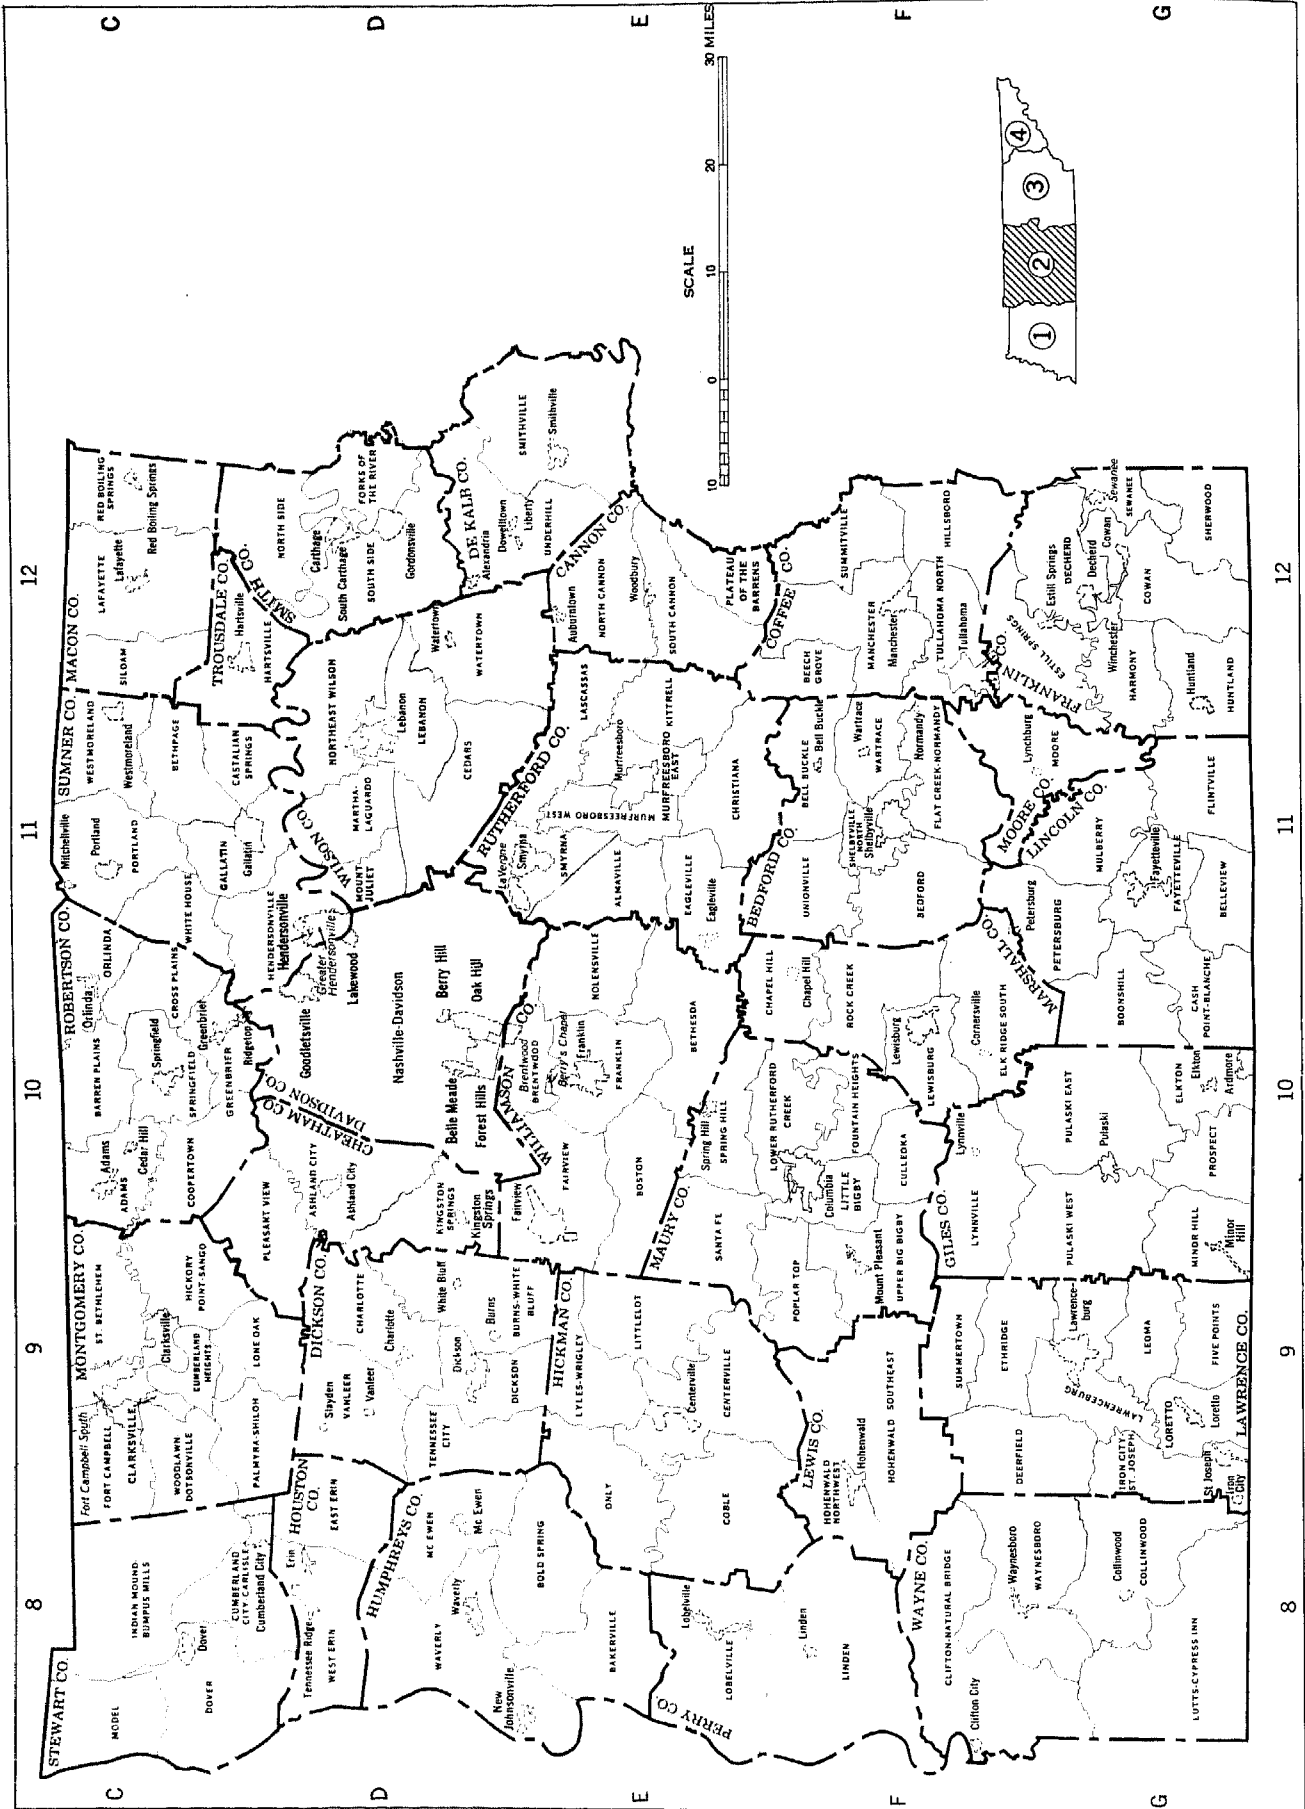 8
9
10
11
12
C
D
E
F
G
STEWART CO.
MODEL
DOVER
Dover
INDIAN MOUND-
BUMPUS MILLS
CUMBERLAND
CITY-CARLISLE
Cumberland City
MONTGOMERY CO.
Fort Campbell South
FORT CAMPBELL
CLARKSVILLE
WOODLAWN
DOTSONVILLE
PALMYRA-SHILOH
ST. BETHLEHEM
Clarksville
CUMBERLAND
HEIGHTS
HICKORY
POINT-SANGO
LONE OAK
ROBERTSON CO.
ADAMS
Adams
Cedar Hill
COOPERTOWN
BARREN PLAINS
Springfield
SPRINGFIELD
GREENBRIER
Greenbrier
Ridgetop
Orlinda
ORLINDA
CROSS PLAINS
WHITE HOUSE
SUMNER CO.
Mitchellville
Portland
PORTLAND
WESTMORELAND
Westmoreland
BETHPAGE
GALLATIN
Gallatin
CASTALIAN
SPRINGS
HENDERSONVILLE
Hendersonville
Greater
Hendersonville
MACON CO.
SILOAM
LAFAYETTE
Lafayette
RED BOILING
SPRINGS
Red Boiling Springs
TROUSDALE CO.
Hartsville
HARTSVILLE
SMITH CO.
NORTH SIDE
Carthage
South Carthage
SOUTH SIDE
FORKS OF
THE RIVER
Gordonsville
HOUSTON
CO.
Erin
EAST ERIN
Tennessee Ridge
WEST ERIN
DICKSON CO.
Slayden
VANLEER
Vanleer
CHARLOTTE
Charlotte
White Bluff
Dickson
Burns
DICKSON
BURNS-WHITE
BLUFF
TENNESSEE
CITY
CHEATHAM CO.
PLEASANT VIEW
ASHLAND CITY
Ashland City
KINGSTON
SPRINGS
Kingston
Springs
DAVIDSON CO.
Goodlettsville
Lakewood
Nashville-Davidson
Berry Hill
Oak Hill
Belle Meade
Forest Hills
WILSON CO.
MOUNT
JULIET
MARTHA-
LAGUARDO
NORTHEAST WILSON
Lebanon
LEBANON
Watertown
WATERTOWN
CEDARS
DE KALB CO.
Alexandria
Dowelltown
Liberty
UNDERHILL
SMITHVILLE
Smithville
HUMPHREYS CO.
WAVERLY
Waverly
MC EWEN
Mc Ewen
BOLD SPRING
New
Johnsonville
BAKERVILLE
HICKMAN CO.
LYLES-WRIGLEY
LITTLELOT
ONLY
Centerville
CENTERVILLE
COBLE
WILLIAMSON CO.
Fairview
FAIRVIEW
BOSTON
Brentwood
BRENTWOOD
Berry's Chapel
Franklin
FRANKLIN
NOLENSVILLE
BETHESDA
RUTHERFORD CO.
LaVergne
Smyrna
SMYRNA
ALMAVILLE
EAGLEVILLE
Eagleville
MURFREESBORO WEST
Murfreesboro
MURFREESBORO
EAST
LASCASSAS
KITTRELL
CHRISTIANA
CANNON CO.
Auburntown
NORTH CANNON
Woodbury
SOUTH CANNON
PERRY CO.
Lobelville
LOBELVILLE
Linden
LINDEN
LEWIS CO.
HOHENWALD
NORTHWEST
Hohenwald
HOHENWALD SOUTHEAST
MAURY CO.
Spring Hill
SPRING HILL
SANTA FE
LOWER RUTHERFORD
CREEK
POPLAR TOP
Columbia
LITTLE
BIGBY
FOUNTAIN HEIGHTS
Mount Pleasant
UPPER BIG BIGBY
CULLEOKA
MARSHALL CO.
CHAPEL HILL
Chapel Hill
ROCK CREEK
Lewisburg
LEWISBURG
Cornersville
ELK RIDGE SOUTH
BEDFORD CO.
UNIONVILLE
BELL BUCKLE
Bell Buckle
SHELBYVILLE
NORTH
Shelbyville
Wartrace
WARTRACE
Normandy
FLAT CREEK-NORMANDY
BEDFORD
COFFEE CO.
PLATEAU
OF THE
BARRENS
BEECH
GROVE
SUMMITVILLE
MANCHESTER
Manchester
TULLAHOMA NORTH
Tullahoma
HILLSBORO
WAYNE CO.
CLIFTON-NATURAL BRIDGE
Clifton City
Waynesboro
WAYNESBORO
Collinwood
COLLINWOOD
LUTTS-CYPRESS INN
LAWRENCE CO.
SUMMERTOWN
ETHRIDGE
DEERFIELD
Lawrence-
burg
LAWRENCEBURG
LEOMA
FIVE POINTS
LORETTO
Loretto
IRON CITY-
ST. JOSEPH
St Joseph
Iron
City
GILES CO.
Lynnville
LYNNVILLE
PULASKI WEST
PULASKI EAST
Pulaski
MINOR HILL
Minor
Hill
PROSPECT
ELKTON
Elkton
Ardmore
LINCOLN CO.
Petersburg
PETERSBURG
BOONSHILL
CASH
POINT-BLANCHE
MULBERRY
Fayetteville
FAYETTEVILLE
BELLEVIEW
FLINTVILLE
MOORE CO.
Lynchburg
MOORE
FRANKLIN CO.
ESTILL SPRINGS
Estill Springs
DECHERD
Decherd
Cowan
COWAN
Winchester
HARMONY
Huntland
HUNTLAND
Sewanee
SEWANEE
SHERWOOD
SCALE
10
0
10
20
30 MILES
1
2
3
4